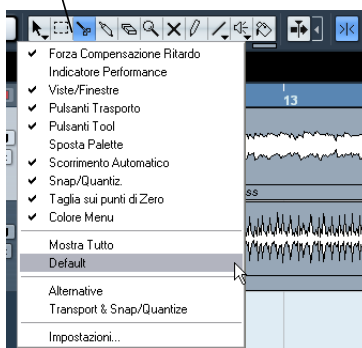 13
Forza Compensazione Ritardo
Indicatore Performance
Viste/Finestre
Pulsanti Trasporto
Pulsanti Tool
Sposta Palette
Scorrimento Automatico
Snap/Quantiz.
Taglia sui punti di Zero
Colore Menu
ss
Mostra Tutto
Default
Alternative
Transport & Snap/Quantize
Impostazioni...